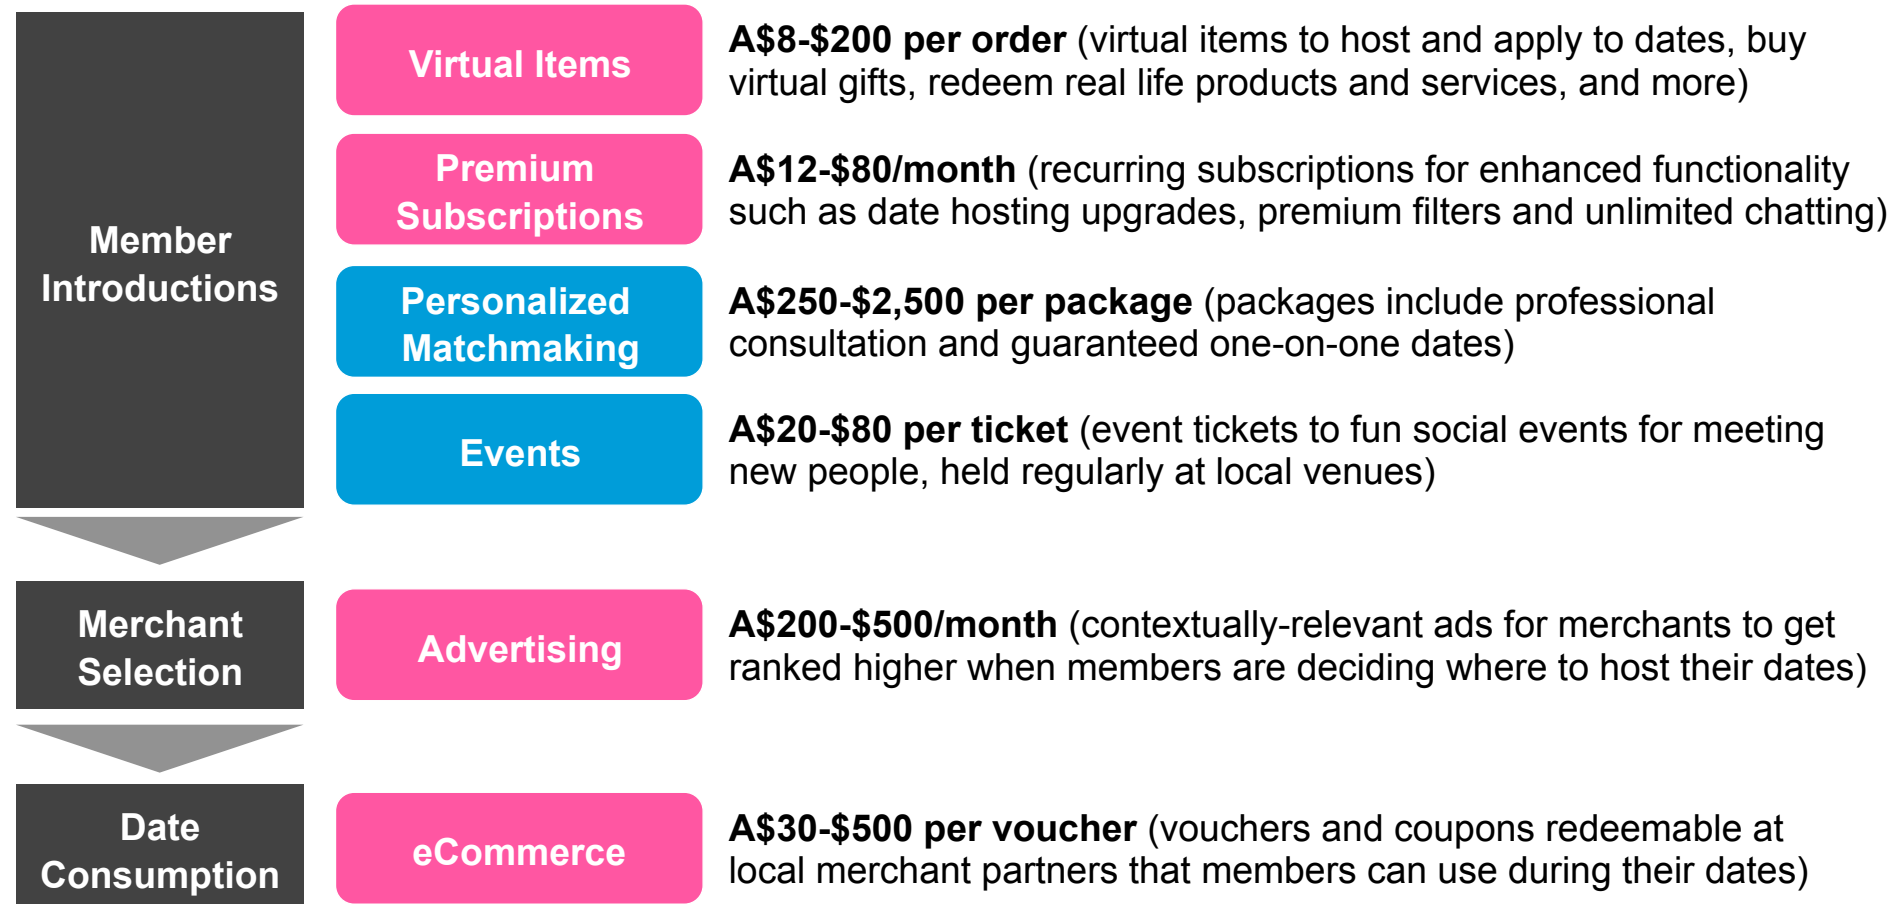 Member
Introductions
Virtual Items
A$8-$200 per order (virtual items to host and apply to dates, buy
virtual gifts, redeem real life products and services, and more)
Premium
Subscriptions
A$12-$80/month (recurring subscriptions for enhanced functionality
such as date hosting upgrades, premium filters and unlimited chatting)
Personalized
Matchmaking
A$250-$2,500 per package (packages include professional
consultation and guaranteed one-on-one dates)
Events
A$20-$80 per ticket (event tickets to fun social events for meeting
new people, held regularly at local venues)
Merchant
Selection
Advertising
A$200-$500/month (contextually-relevant ads for merchants to get
ranked higher when members are deciding where to host their dates)
Date
Consumption
eCommerce
A$30-$500 per voucher (vouchers and coupons redeemable at
local merchant partners that members can use during their dates)